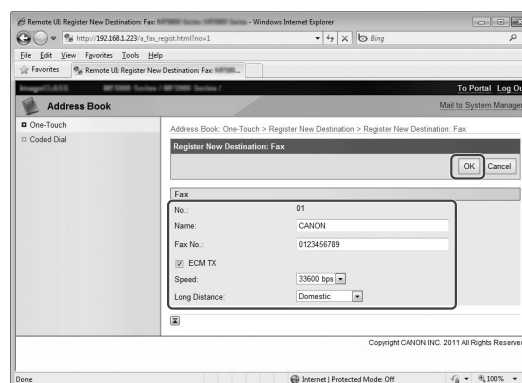 Remote UI: Register New Destination: Fax: - Windows Internet Explorer
http://192.168.1.223/a_fax_regist.html?no=1
Bing
File Edit View Favorites Tools Help
Favorites
Remote UI: Register New Destination: Fax:
To Portal Log Ou
Address Book
Mail to System Manager
One-Touch
Coded Dial
Address Book: One-Touch > Register New Destination > Register New Destination: Fax
Register New Destination: Fax
OK Cancel
Fax
No.: 01
Name: CANON
Fax No.: 0123456789
ECM TX
Speed: 33600 bps
Long Distance: Domestic
Copyright CANON INC. 2011 All Rights Reserve
Done
Internet | Protected Mode: Off
100%